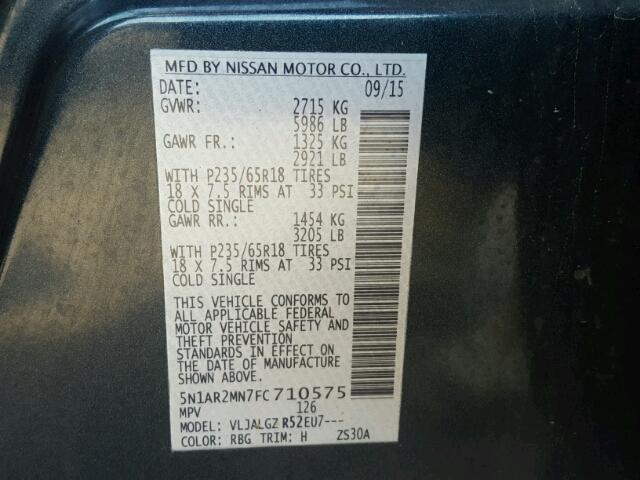 MFD BY NISSAN MOTOR CO., LTD.
DATE: 09/15
GVWR: 2715 KG
5986 LB
GAWR FR.: 1325 KG
2921 LB
WITH P235/65R18 TIRES
18 X 7.5 RIMS AT 33 PSI
COLD SINGLE
GAWR RR.: 1454 KG
3205 LB
WITH P235/65R18 TIRES
18 X 7.5 RIMS AT 33 PSI
COLD SINGLE
THIS VEHICLE CONFORMS TO
ALL APPLICABLE FEDERAL
MOTOR VEHICLE SAFETY AND
THEFT PREVENTION
STANDARDS IN EFFECT ON
THE DATE OF MANUFACTURE
SHOWN ABOVE.
5N1AR2MN7FC710575
MPV 126
MODEL: VLJALGZ R52EU7---
COLOR: RBG TRIM: H ZS30A